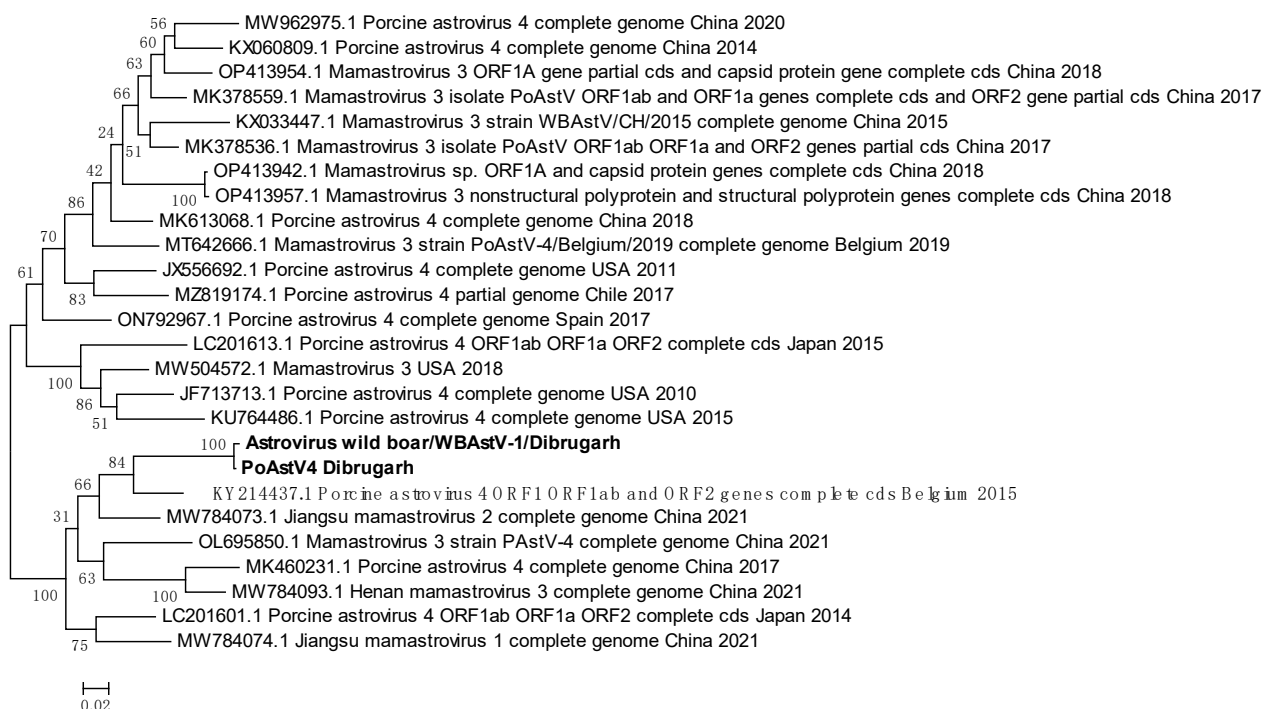 56 MW962975.1 Porcine astrovirus 4 complete genome China 2020
60 KX060809.1 Porcine astrovirus 4 complete genome China 2014
63 OP413954.1 Mamastrovirus 3 ORF1A gene partial cds and capsid protein gene complete cds China 2018
66 MK378559.1 Mamastrovirus 3 isolate PoAstV ORF1ab and ORF1a genes complete cds and ORF2 gene partial cds China 2017
KX033447.1 Mamastrovirus 3 strain WBAstV/CH/2015 complete genome China 2015
24 51 MK378536.1 Mamastrovirus 3 isolate PoAstV ORF1ab ORF1a and ORF2 genes partial cds China 2017
42 OP413942.1 Mamastrovirus sp. ORF1A and capsid protein genes complete cds China 2018
100 OP413957.1 Mamastrovirus 3 nonstructural polyprotein and structural polyprotein genes complete cds China 2018
86 MK613068.1 Porcine astrovirus 4 complete genome China 2018
70 MT642666.1 Mamastrovirus 3 strain PoAstV-4/Belgium/2019 complete genome Belgium 2019
61 JX556692.1 Porcine astrovirus 4 complete genome USA 2011
83 MZ819174.1 Porcine astrovirus 4 partial genome Chile 2017
ON792967.1 Porcine astrovirus 4 complete genome Spain 2017
LC201613.1 Porcine astrovirus 4 ORF1ab ORF1a ORF2 complete cds Japan 2015
100 MW504572.1 Mamastrovirus 3 USA 2018
86 JF713713.1 Porcine astrovirus 4 complete genome USA 2010
51 KU764486.1 Porcine astrovirus 4 complete genome USA 2015
100 Astrovirus wild boar/WBAstV-1/Dibrugarh
84 PoAstV4 Dibrugarh
66 KY214437.1 Porcine astrovirus 4 ORF1 ORF1ab and ORF2 genes complete cds Belgium 2015
31 MW784073.1 Jiangsu mamastrovirus 2 complete genome China 2021
OL695850.1 Mamastrovirus 3 strain PAstV-4 complete genome China 2021
63 MK460231.1 Porcine astrovirus 4 complete genome China 2017
100 100 MW784093.1 Henan mamastrovirus 3 complete genome China 2021
LC201601.1 Porcine astrovirus 4 ORF1ab ORF1a ORF2 complete cds Japan 2014
75 MW784074.1 Jiangsu mamastrovirus 1 complete genome China 2021
0.02